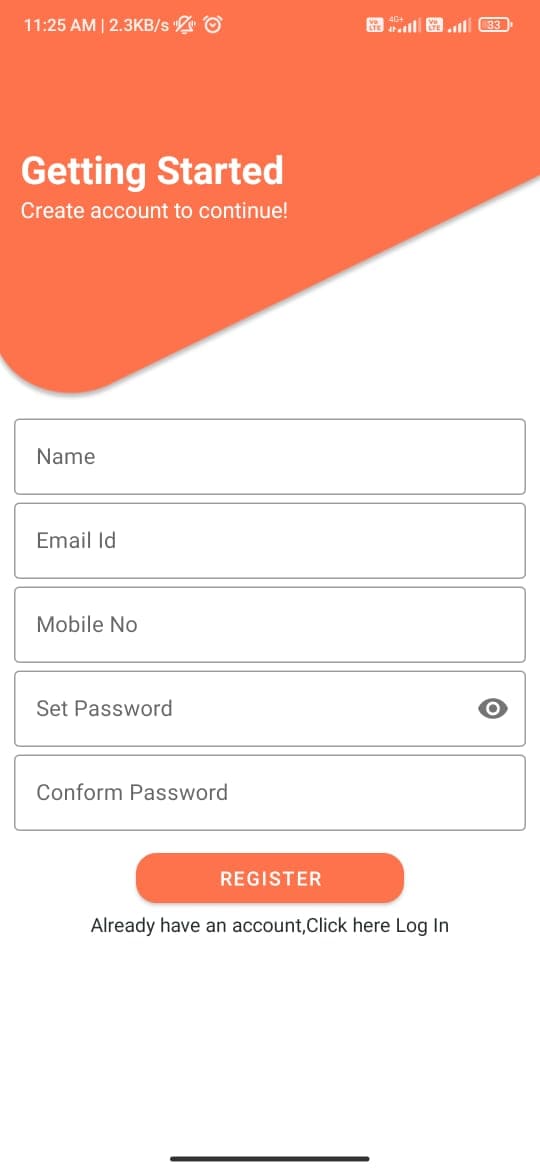 11:25 AM | 2.3KB/s
Vo LTE 4G+ Vo LTE 33
Getting Started
Create account to continue!
Name
Email Id
Mobile No
Set Password
Conform Password
REGISTER
Already have an account,Click here Log In